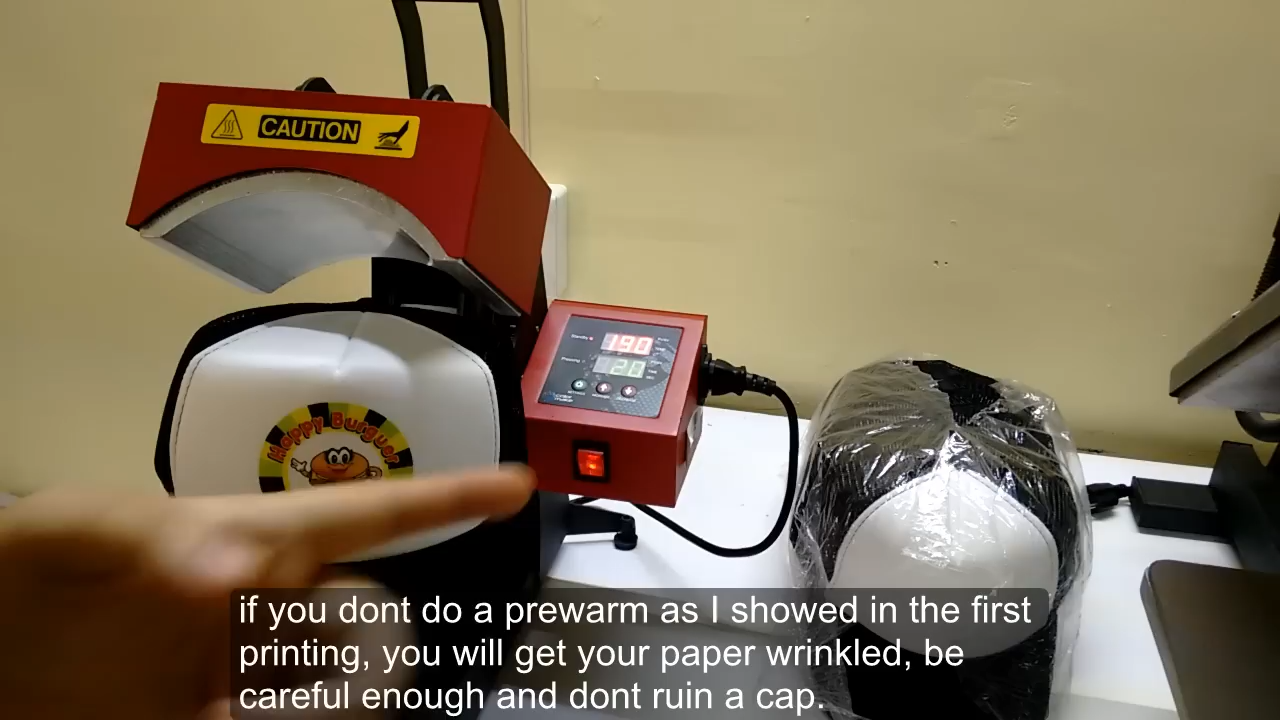 CAUTION
190
20
Happy Burguer
if you dont do a prewarm as I showed in the first
printing, you will get your paper wrinkled, be
careful enough and dont ruin a cap.